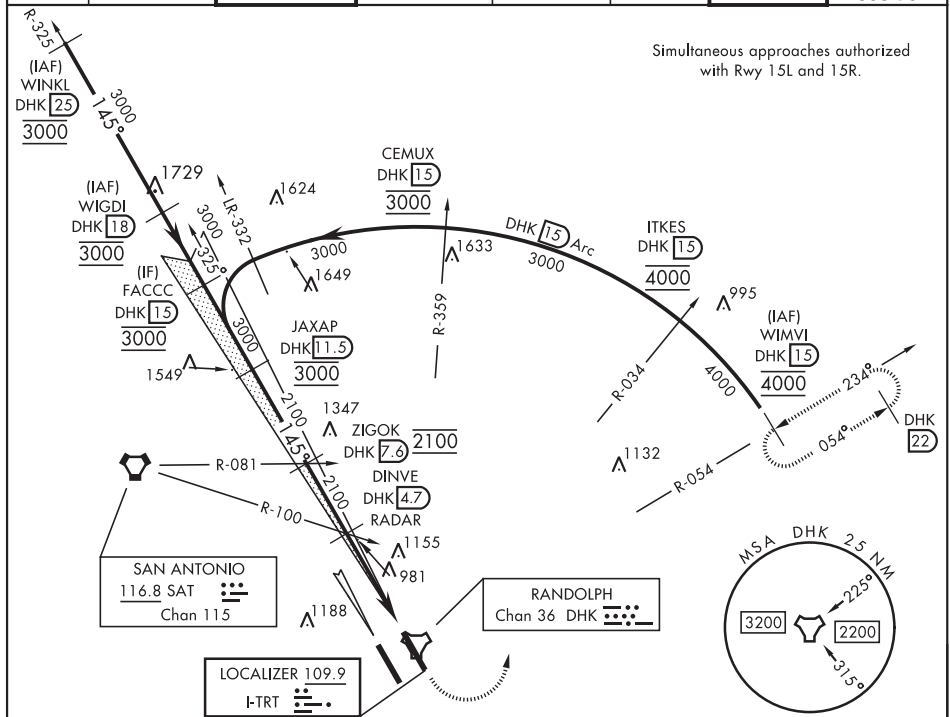 Simultaneous approaches authorized
with Rwy 15L and 15R.
R-325
(IAF)
WINKL
DHK 25
3000
3000
145°
1729
(IAF)
WIGDI
DHK 18
3000
3000
325°
LR-332
1624
(IF)
FACCC
DHK 15
3000
3000
1649
3000
CEMUX
DHK 15
3000
1633
R-359
DHK 15 Arc
3000
ITKES
DHK 15
4000
995
R-034
4000
(IAF)
WIMVI
DHK 15
4000
234°
054°
DHK
22
R-054
1132
JAXAP
DHK 11.5
3000
1549
2100
145°
1347
ZIGOK
DHK 7.6
2100
2100
DINVE
DHK 4.7
RADAR
R-081
R-100
1155
981
1188
SAN ANTONIO
116.8 SAT
Chan 115
RANDOLPH
Chan 36 DHK
LOCALIZER 109.9
I-TRT
MSA DHK 25 NM
225°
3200
2200
315°